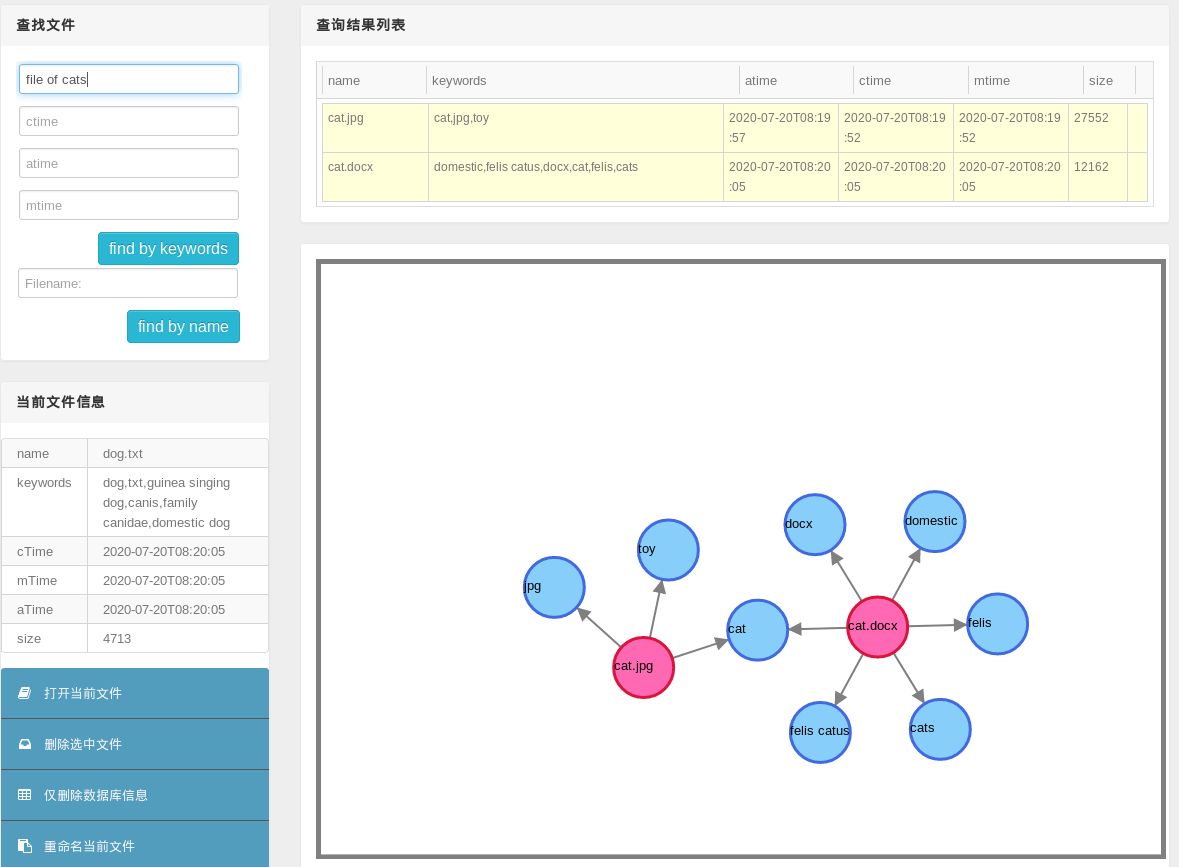 查找文件
file of cats
ctime
atime
mtime
find by keywords
Filename:
find by name
当前文件信息
name dog.txt
keywords dog,txt,guinea singing
dog,canis,family
canidae,domestic dog
cTime 2020-07-20T08:20:05
mTime 2020-07-20T08:20:05
aTime 2020-07-20T08:20:05
size 4713
打开当前文件
删除选中文件
仅删除数据库信息
重命名当前文件
查询结果列表
name keywords atime ctime mtime size
cat.jpg cat,jpg,toy 2020-07-20T08:19 2020-07-20T08:19 2020-07-20T08:19 27552
:57 :52 :52
cat.docx domestic,felis catus,docx,cat,felis,cats 2020-07-20T08:20 2020-07-20T08:20 2020-07-20T08:20 12162
:05 :05 :05
docx domestic
toy
jpg
cat cat.docx felis
cat.jpg
felis catus cats